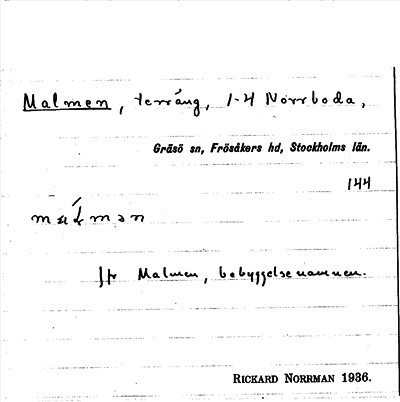 Malmen, terräng, 1-4 Norrboda,
Gräsö sn, Frösåkers hd, Stockholms län.
144
jfr Malmen, bebyggelsenamnen.
RICKARD NORRMAN 1936.